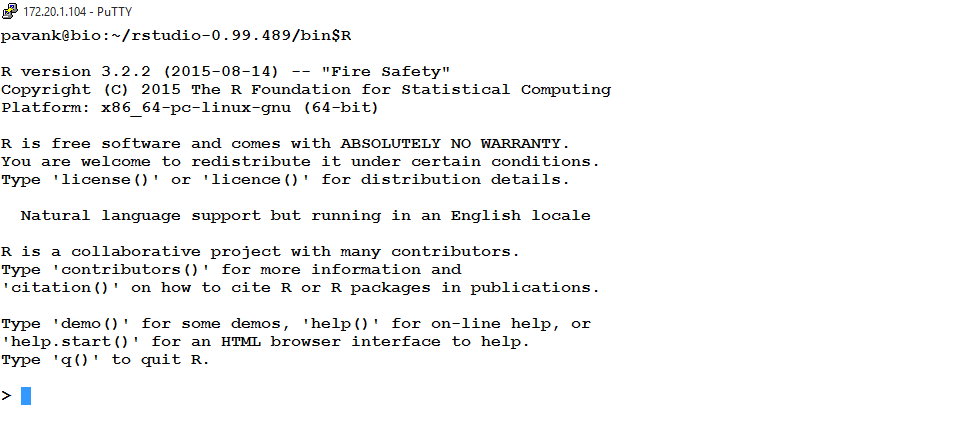 172.20.1.104 - PuTTY
pavank@bio:~/rstudio-0.99.489/bin$R
R version 3.2.2 (2015-08-14) -- "Fire Safety"
Copyright (C) 2015 The R Foundation for Statistical Computing
Platform: x86_64-pc-linux-gnu (64-bit)
R is free software and comes with ABSOLUTELY NO WARRANTY.
You are welcome to redistribute it under certain conditions.
Type 'license()' or 'licence()' for distribution details.
  Natural language support but running in an English locale
R is a collaborative project with many contributors.
Type 'contributors()' for more information and
'citation()' on how to cite R or R packages in publications.
Type 'demo()' for some demos, 'help()' for on-line help, or
'help.start()' for an HTML browser interface to help.
Type 'q()' to quit R.
>